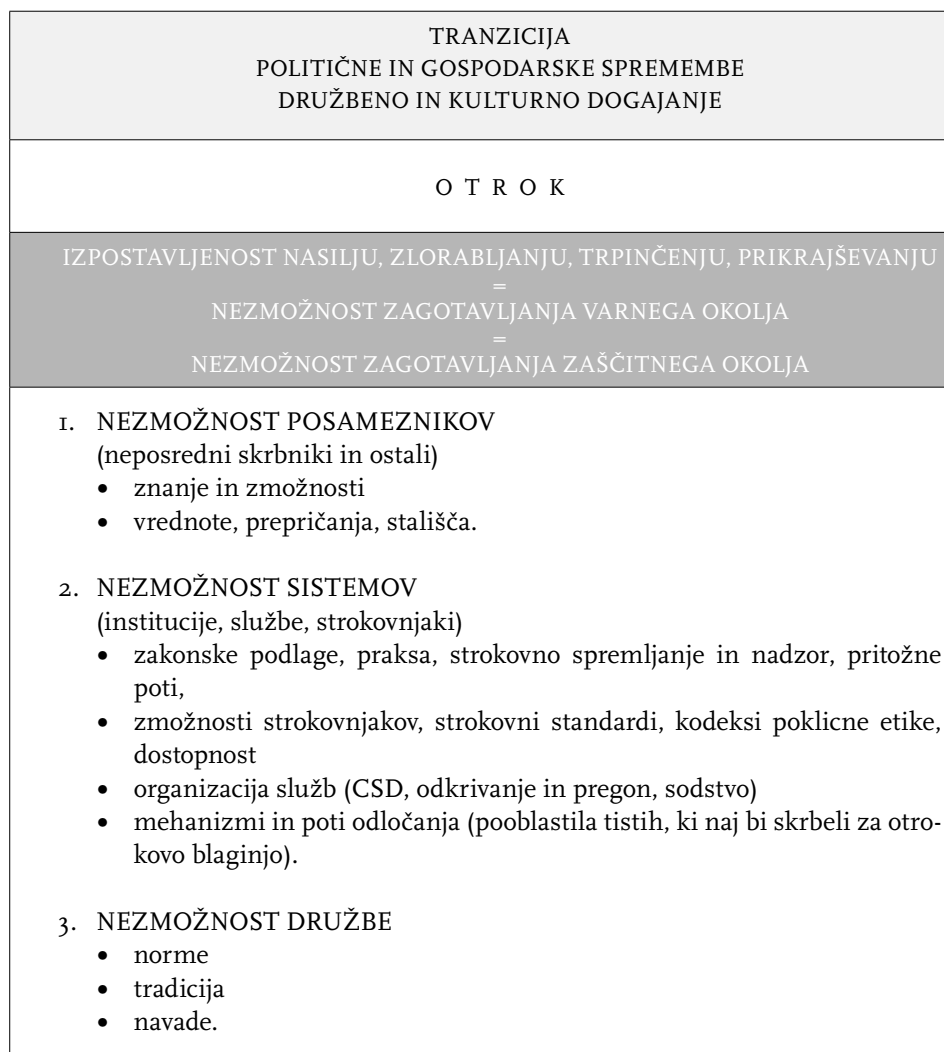 TRANZICIJA
POLITIČNE IN GOSPODARSKE SPREMEMBE
DRUŽBENO IN KULTURNO DOGAJANJE
O T R O K
IZPOSTAVLJENOST NASILJU, ZLORABLJANJU, TRPINČENJU, PRIKRAJŠEVANJU
=
NEZMOŽNOST ZAGOTAVLJANJA VARNEGA OKOLJA
=
NEZMOŽNOST ZAGOTAVLJANJA ZAŠČITNEGA OKOLJA
1. NEZMOŽNOST POSAMEZNIKOV
(neposredni skrbniki in ostali)
• znanje in zmožnosti
• vrednote, prepričanja, stališča.
2. NEZMOŽNOST SISTEMOV
(institucije, službe, strokovnjaki)
• zakonske podlage, praksa, strokovno spremljanje in nadzor, pritožne
poti,
• zmožnosti strokovnjakov, strokovni standardi, kodeksi poklicne etike,
dostopnost
• organizacija služb (CSD, odkrivanje in pregon, sodstvo)
• mehanizmi in poti odločanja (pooblastila tistih, ki naj bi skrbeli za otro-
kovo blaginjo).
3. NEZMOŽNOST DRUŽBE
• norme
• tradicija
• navade.